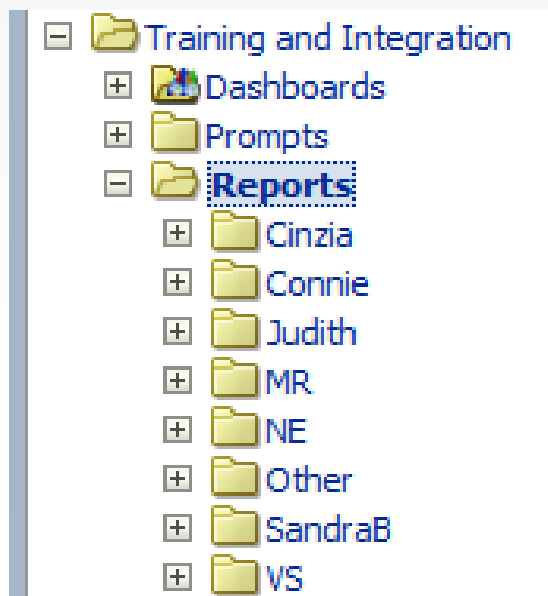 Training and Integration
Dashboards
Prompts
Reports
Cinzia
Connie
Judith
MR
NE
Other
SandraB
VS